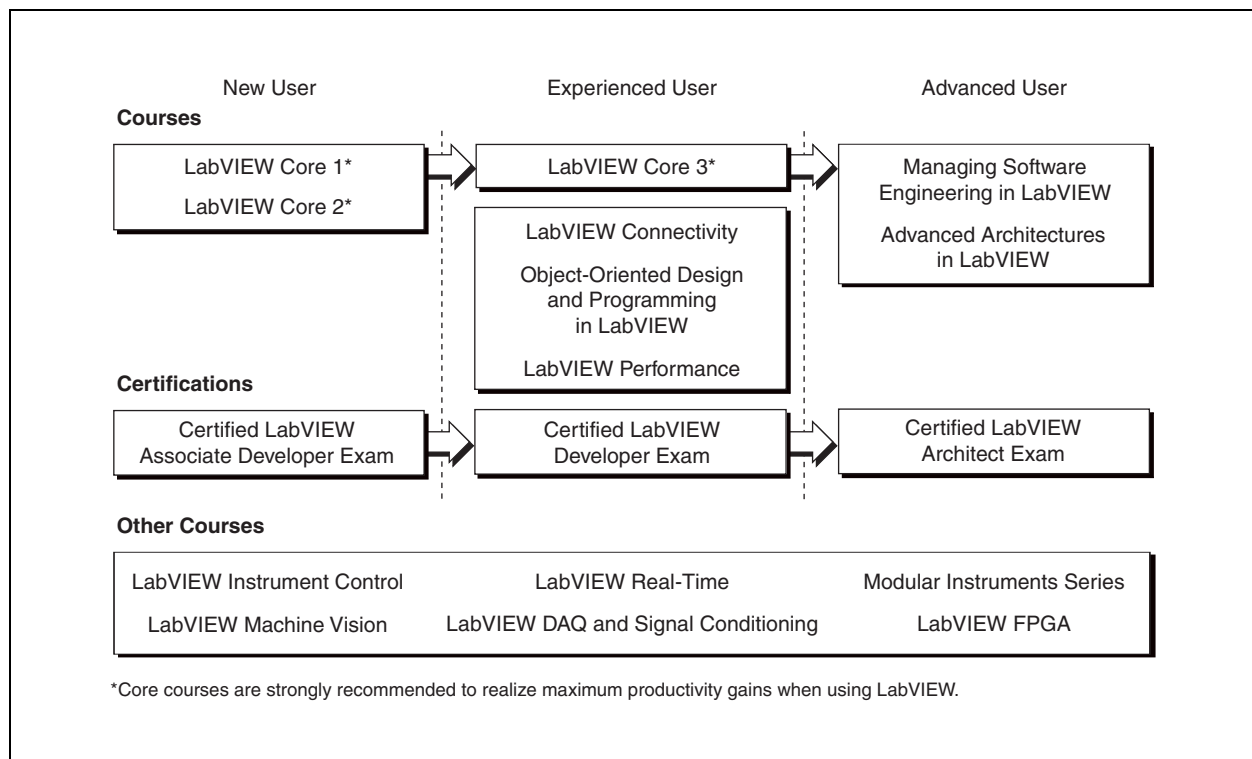 New User
Experienced User
Advanced User
Courses
LabVIEW Core 1*
LabVIEW Core 2*
LabVIEW Core 3*
LabVIEW Connectivity
Object-Oriented Design
and Programming
in LabVIEW
LabVIEW Performance
Managing Software
Engineering in LabVIEW
Advanced Architectures
in LabVIEW
Certifications
Certified LabVIEW
Associate Developer Exam
Certified LabVIEW
Developer Exam
Certified LabVIEW
Architect Exam
Other Courses
LabVIEW Instrument Control
LabVIEW Real-Time
Modular Instruments Series
LabVIEW Machine Vision
LabVIEW DAQ and Signal Conditioning
LabVIEW FPGA
*Core courses are strongly recommended to realize maximum productivity gains when using LabVIEW.